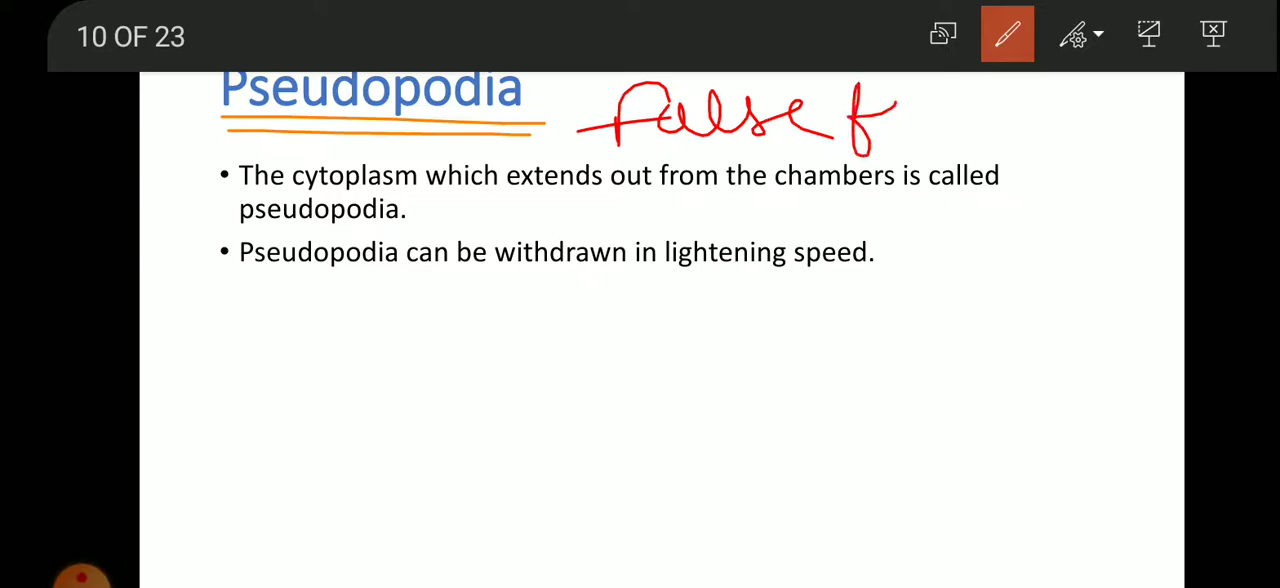 10 OF 23
Pseudopodia
False f
• The cytoplasm which extends out from the chambers is called
pseudopodia.
• Pseudopodia can be withdrawn in lightening speed.